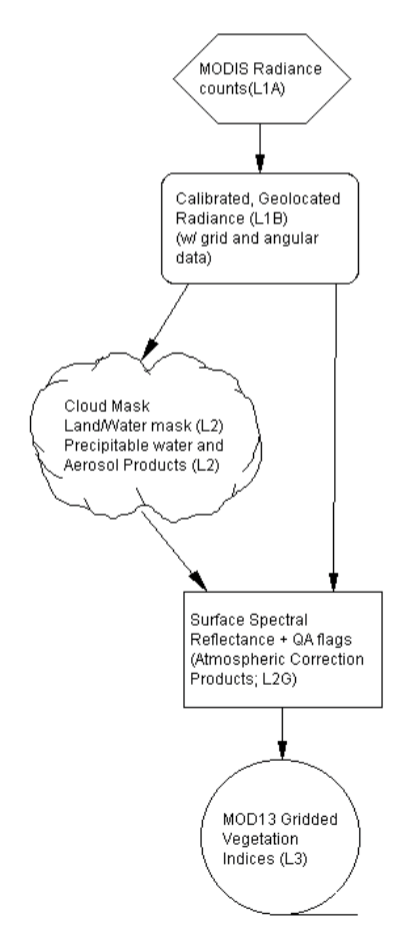 MODIS Radiance
counts(L1A)
Calibrated, Geolocated
Radiance (L1B)
(w/ grid and angular
data)
Cloud Mask
Land/Water mask (L2)
Precipitable water and
Aerosol Products (L2)
Surface Spectral
Reflectance + QA flags
(Atmospheric Correction
Products; L2G)
MOD13 Gridded
Vegetation
Indices (L3)